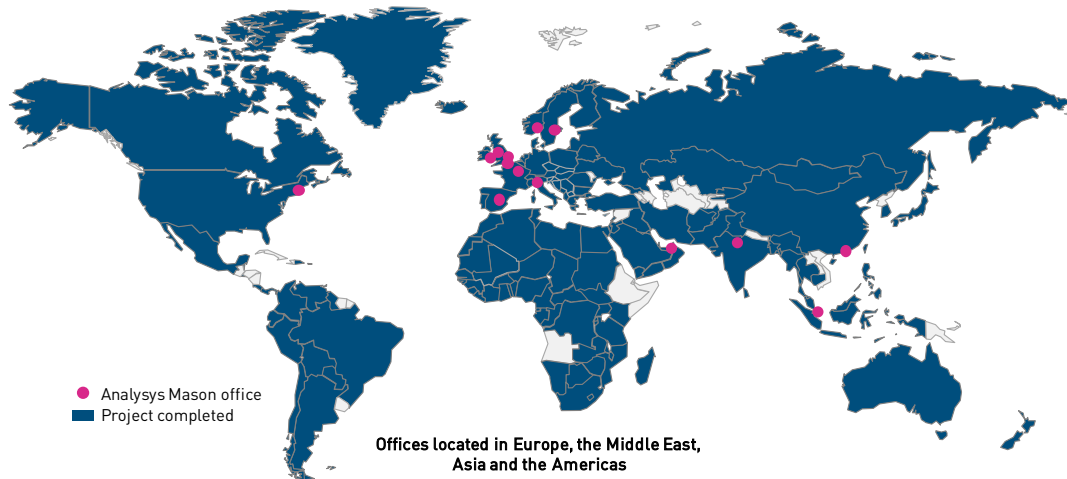 Analysys Mason office
Project completed
Offices located in Europe, the Middle East,
Asia and the Americas